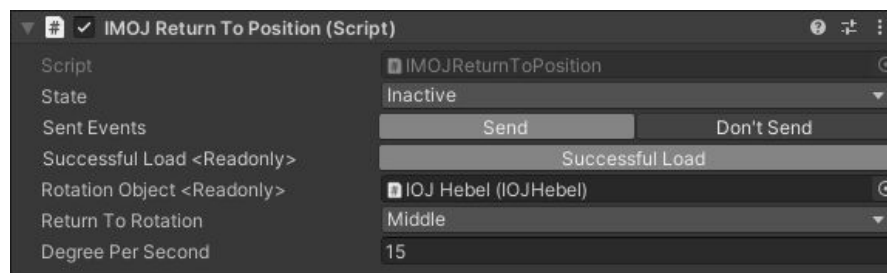 # IMOJ Return To Position (Script)
Script # IMOJReturnToPosition
State Inactive
Sent Events Send Don't Send
Successful Load <Readonly> Successful Load
Rotation Object <Readonly> # IOJ Hebel (IOJHebel)
Return To Rotation Middle
Degree Per Second 15